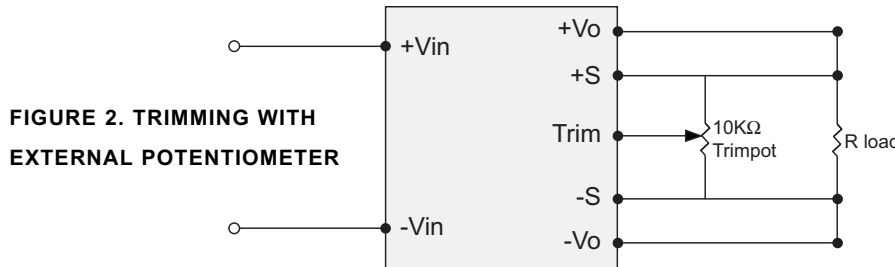 +Vo
+Vin
+S
FIGURE 2. TRIMMING WITH
EXTERNAL POTENTIOMETER
Trim
10KΩ
Trimpot
R load
-S
-Vin
-Vo